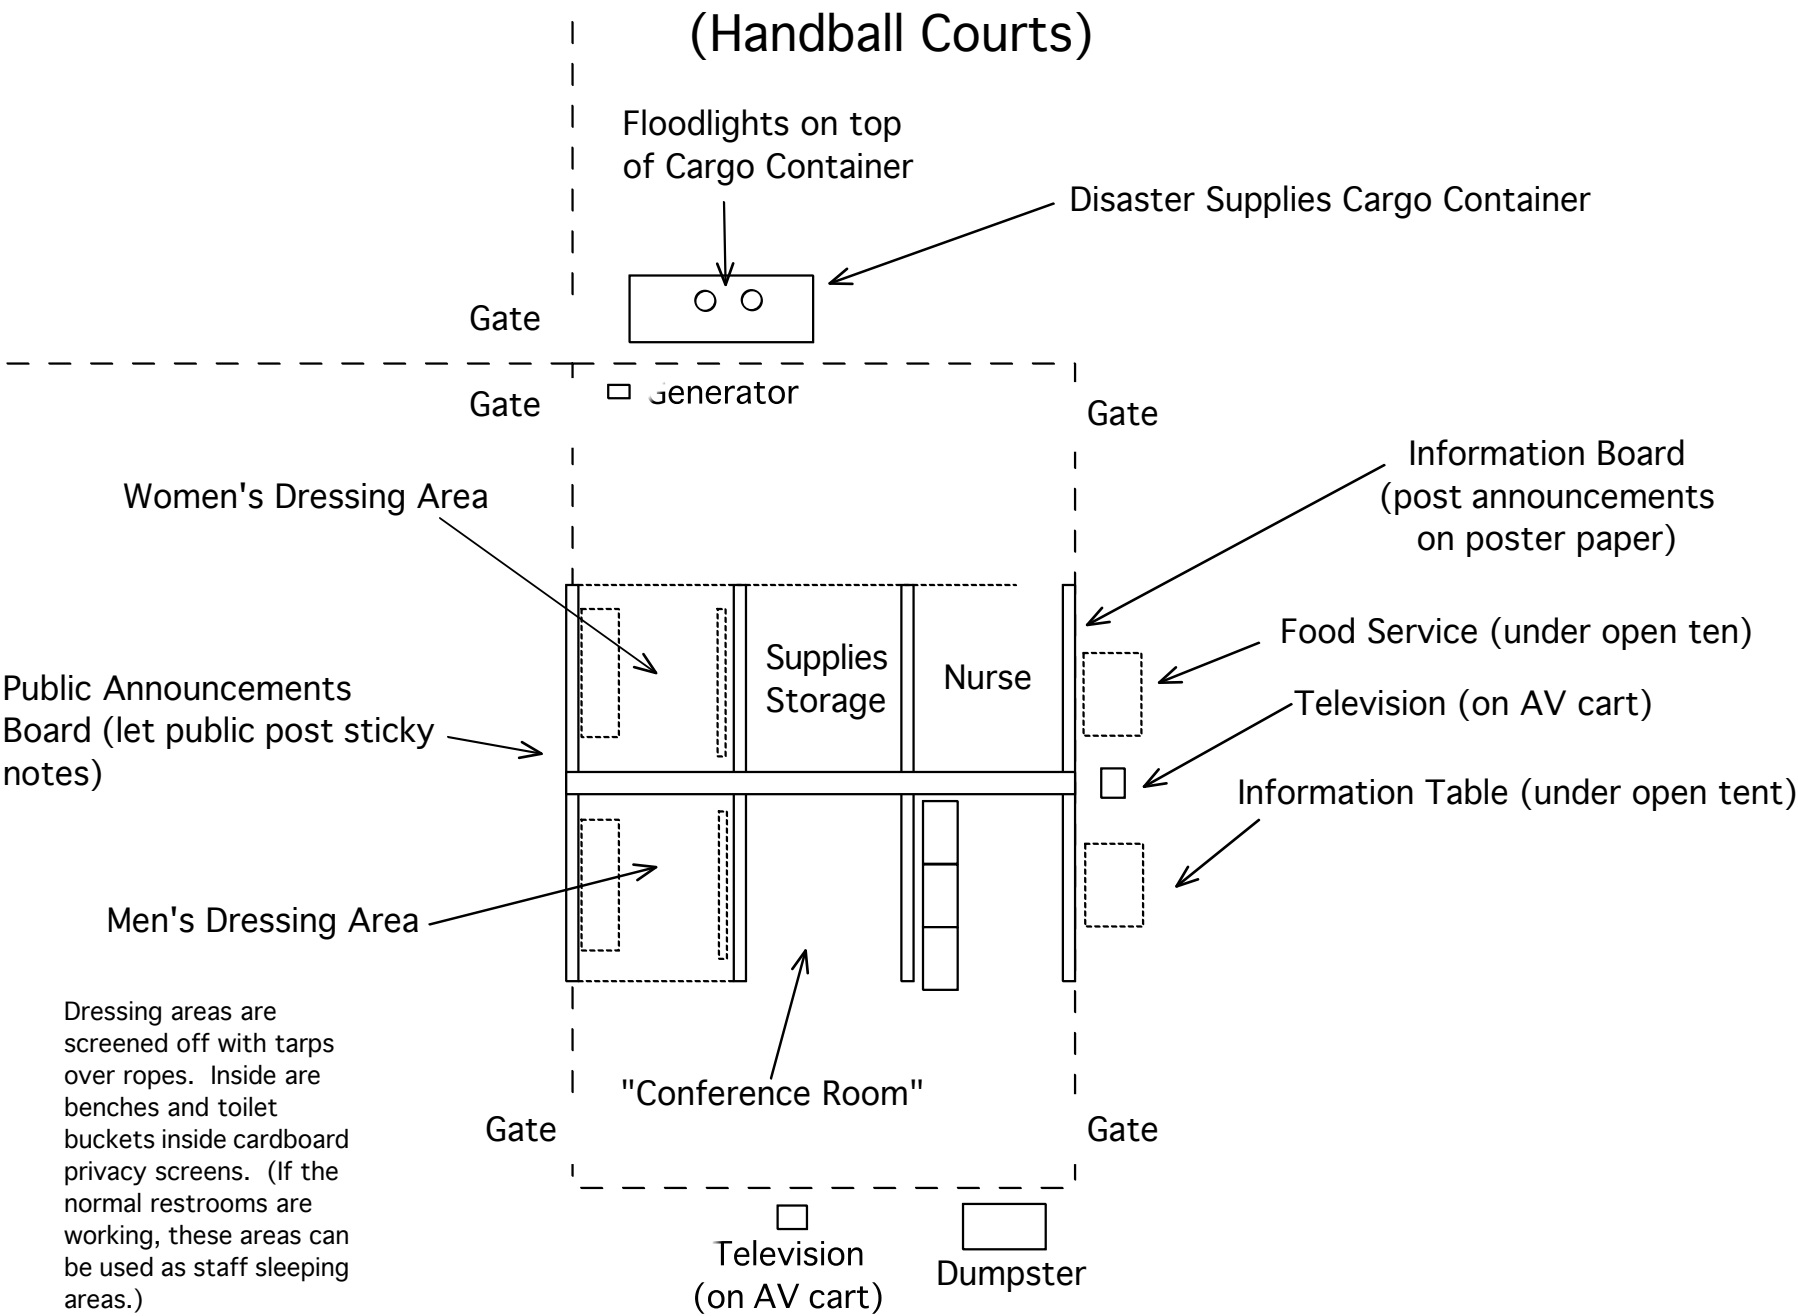 (Handball Courts)
Floodlights on top
of Cargo Container
Disaster Supplies Cargo Container
Gate
Gate
Generator
Gate
Information Board
(post announcements
on poster paper)
Women's Dressing Area
Food Service (under open ten)
Supplies
Storage
Nurse
Public Announcements
Board (let public post sticky
notes)
Television (on AV cart)
Information Table (under open tent)
Men's Dressing Area
Dressing areas are
screened off with tarps
over ropes.  Inside are
benches and toilet
buckets inside cardboard
privacy screens.  (If the
normal restrooms are
working, these areas can
be used as staff sleeping
areas.)
"Conference Room"
Gate
Gate
Television
(on AV cart)
Dumpster